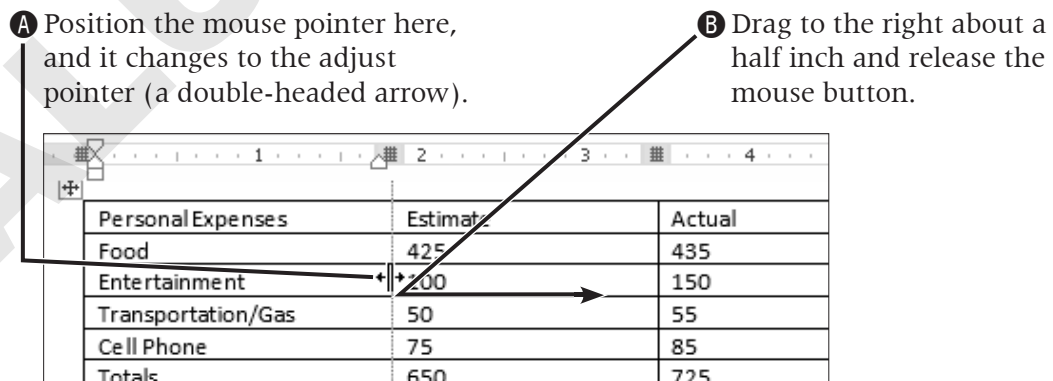 A Position the mouse pointer here,
and it changes to the adjust
pointer (a double-headed arrow).
B Drag to the right about a
half inch and release the
mouse button.
1 2 3 4
Personal Expenses Estimate Actual
Food 425 435
Entertainment 200 150
Transportation/Gas 50 55
Cell Phone 75 85
Totals 650 725